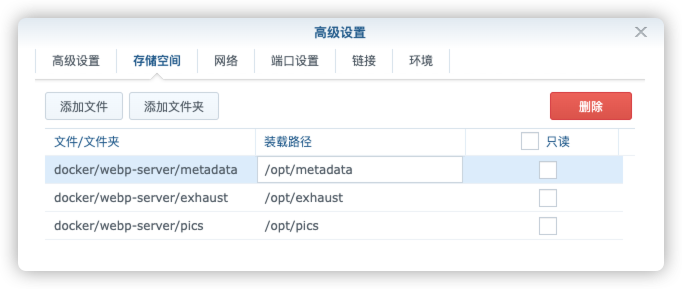 高级设置
高级设置 存储空间 网络 端口设置 链接 环境
添加文件 添加文件夹 删除
文件/文件夹 装载路径 只读
docker/webp-server/metadata /opt/metadata
docker/webp-server/exhaust /opt/exhaust
docker/webp-server/pics /opt/pics